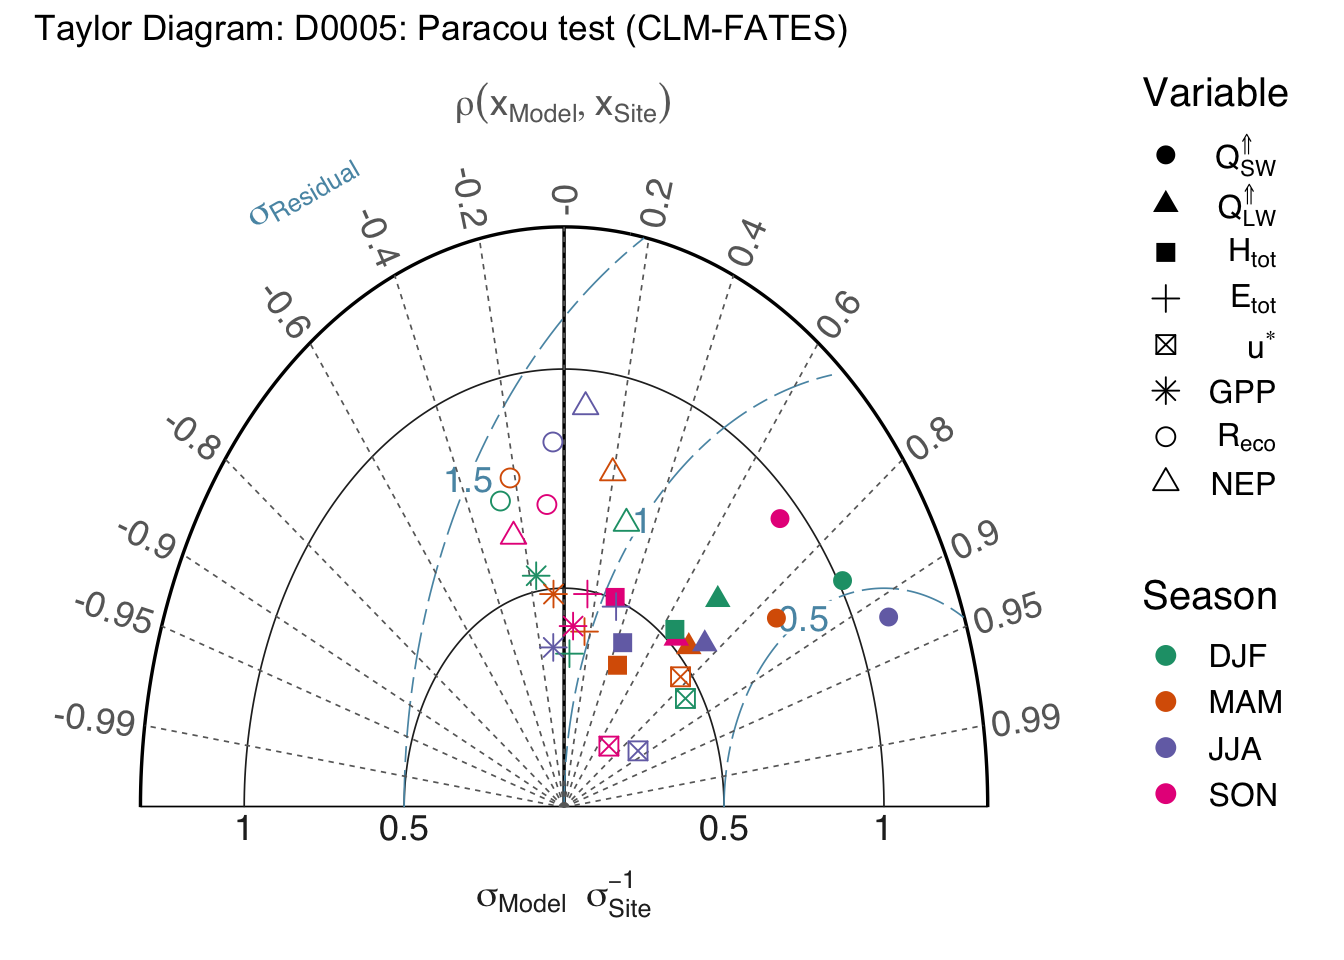 Taylor Diagram: D0005: Paracou test (CLM-FATES)
ρ(xModel, xSite)
σResidual
-0.99
-0.95
-0.9
-0.8
-0.6
-0.4
-0.2
-0
0.2
0.4
0.6
0.8
0.9
0.95
0.99
1.5
1
0.5
1
0.5
0.5
1
σModel σSite⁻¹
Variable
QSW⇑
QLW⇑
Htot
Etot
u*
GPP
Reco
NEP
Season
DJF
MAM
JJA
SON